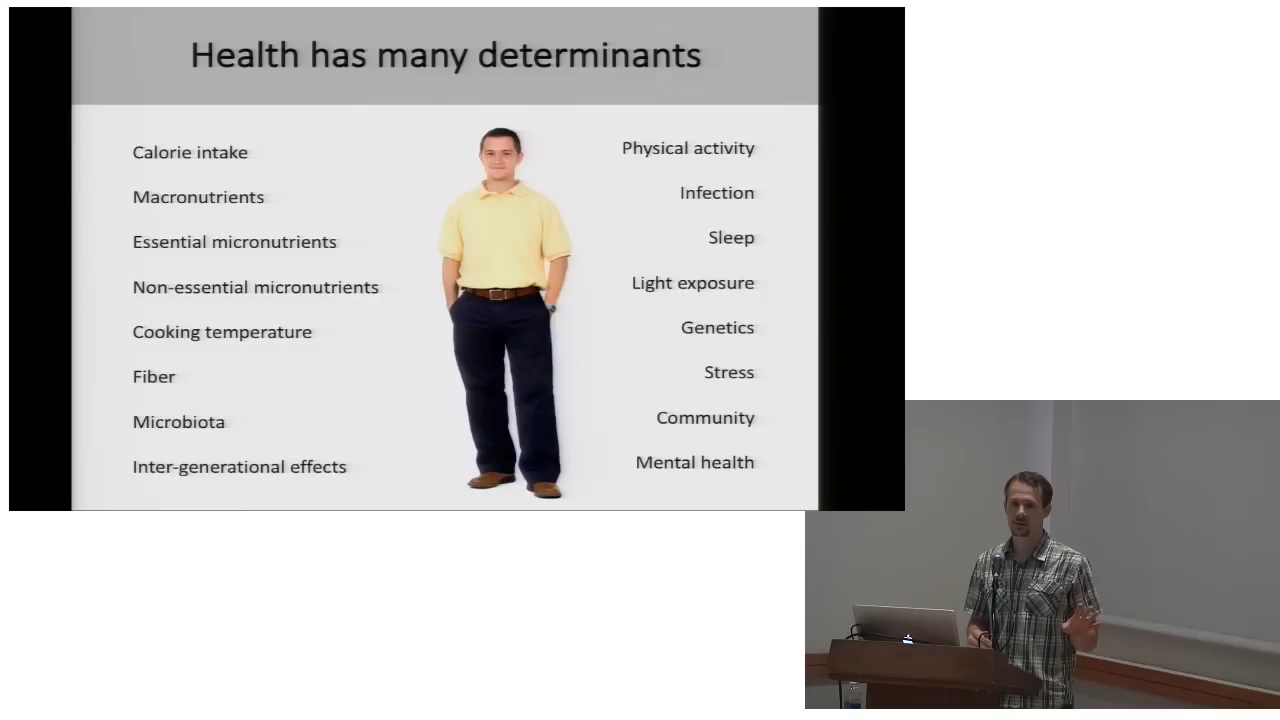 Health has many determinants
Calorie intake
Macronutrients
Essential micronutrients
Non-essential micronutrients
Cooking temperature
Fiber
Microbiota
Inter-generational effects
Physical activity
Infection
Sleep
Light exposure
Genetics
Stress
Community
Mental health